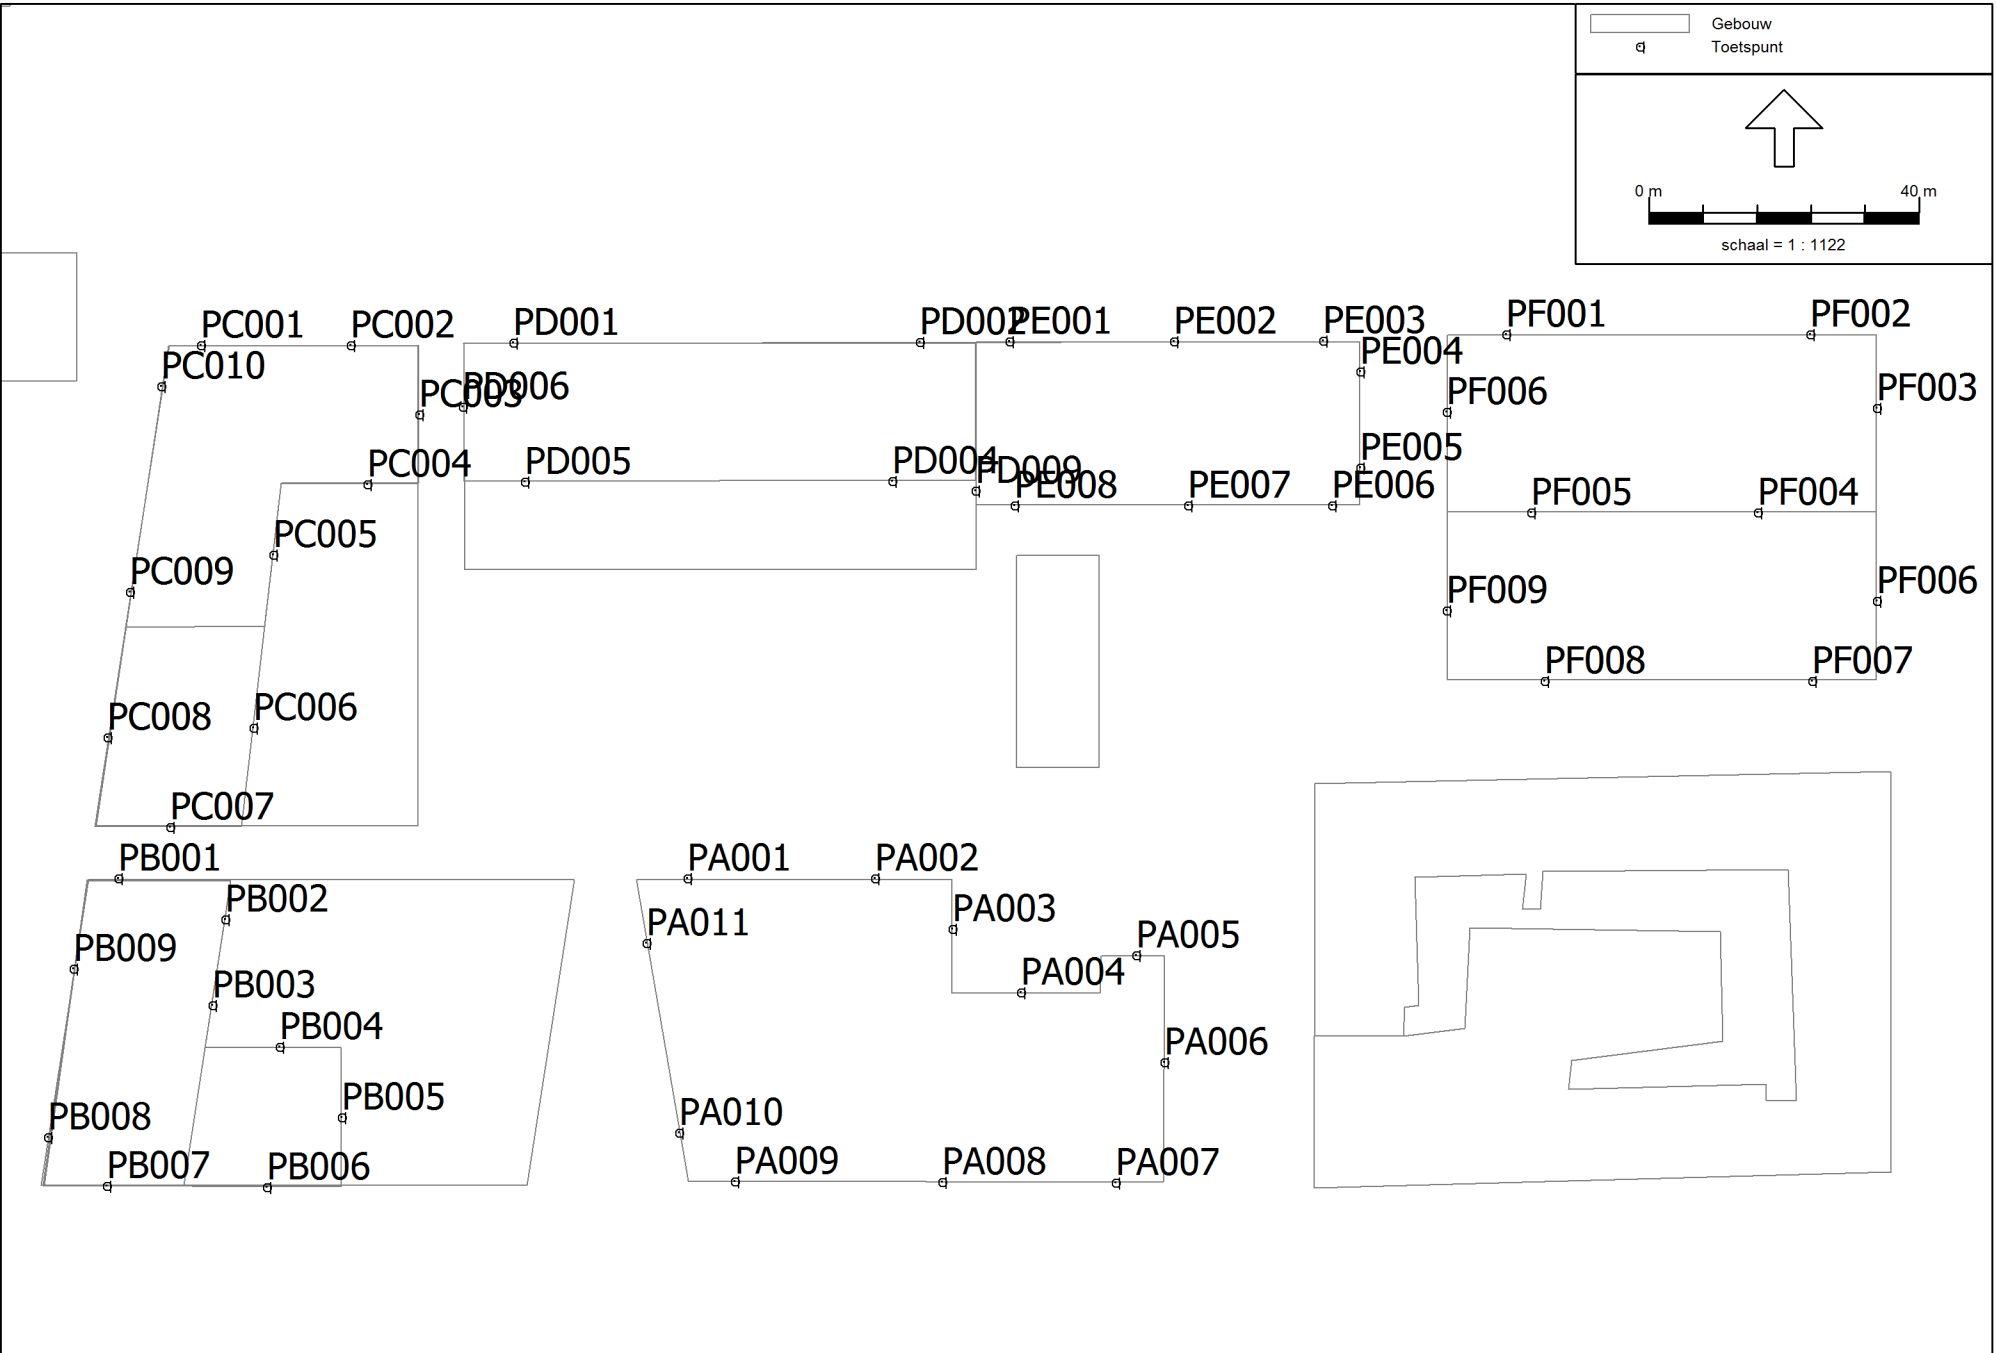 Gebouw
Toetspunt
0 m 40 m
schaal = 1 : 1122
PC001 PC002 PD001 PD002 PE001 PE002 PE003 PF001 PF002
PC010 PE004
PC003 PD006 PF006 PF003
PC004 PD005 PD004 PD009 PE005
PE008 PE007 PE006 PF005 PF004
PC005
PC009 PF009 PF006
PF008 PF007
PC008 PC006
PC007
PB001 PA001 PA002
PB002 PA003
PB009 PA011 PA005
PB003 PA004
PB004 PA006
PB005
PB008 PA010
PB007 PB006 PA009 PA008 PA007